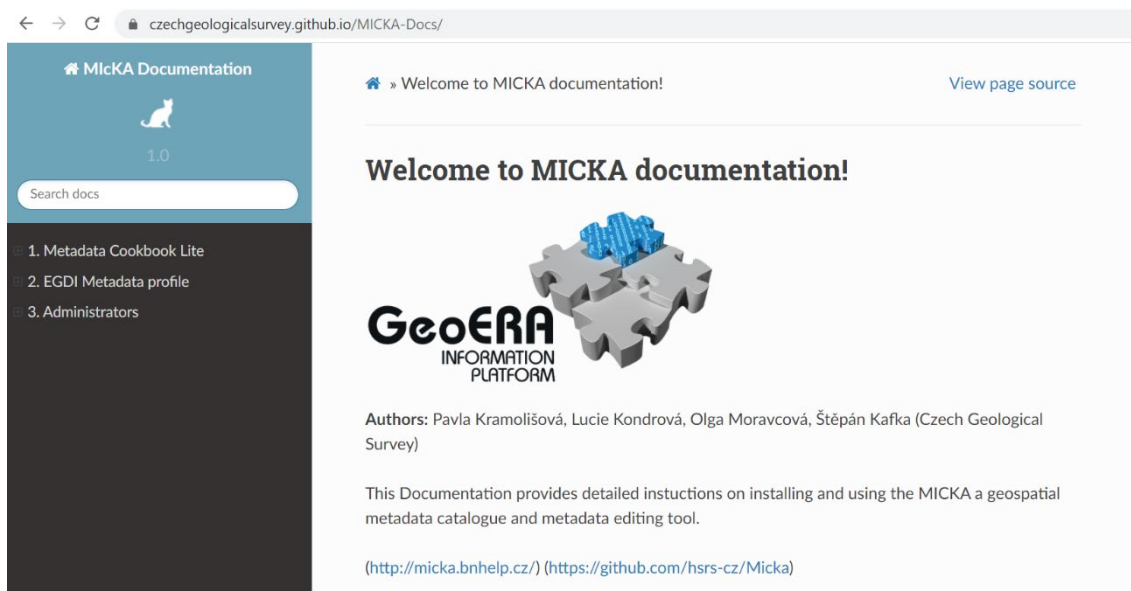 czechgeologicalsurvey.github.io/MICKA-Docs/
MIcKA Documentation
1.0
Search docs
1. Metadata Cookbook Lite
2. EGDI Metadata profile
3. Administrators
» Welcome to MICKA documentation!
View page source
Welcome to MICKA documentation!
GeoERA
INFORMATION
PLATFORM
Authors: Pavla Kramolišová, Lucie Kondrová, Olga Moravcová, Štěpán Kafka (Czech Geological
Survey)
This Documentation provides detailed instuctions on installing and using the MICKA a geospatial
metadata catalogue and metadata editing tool.
(http://micka.bnhelp.cz/) (https://github.com/hsrs-cz/Micka)